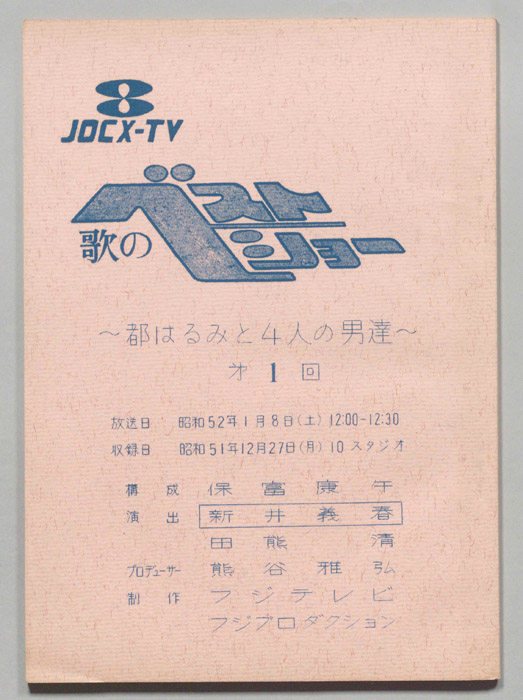 8
JOCX-TV
歌のベストショー
～都はるみと4人の男達～
才 1 回
放送日 昭和52年1月8日(土) 12:00-12:30
収録日 昭和51年12月27日(月) 10スタジオ
構成 保富康午
演出 新井義春
田熊清
プロデューサー 熊谷雅弘
制作 フジテレビ
フジプロダクション